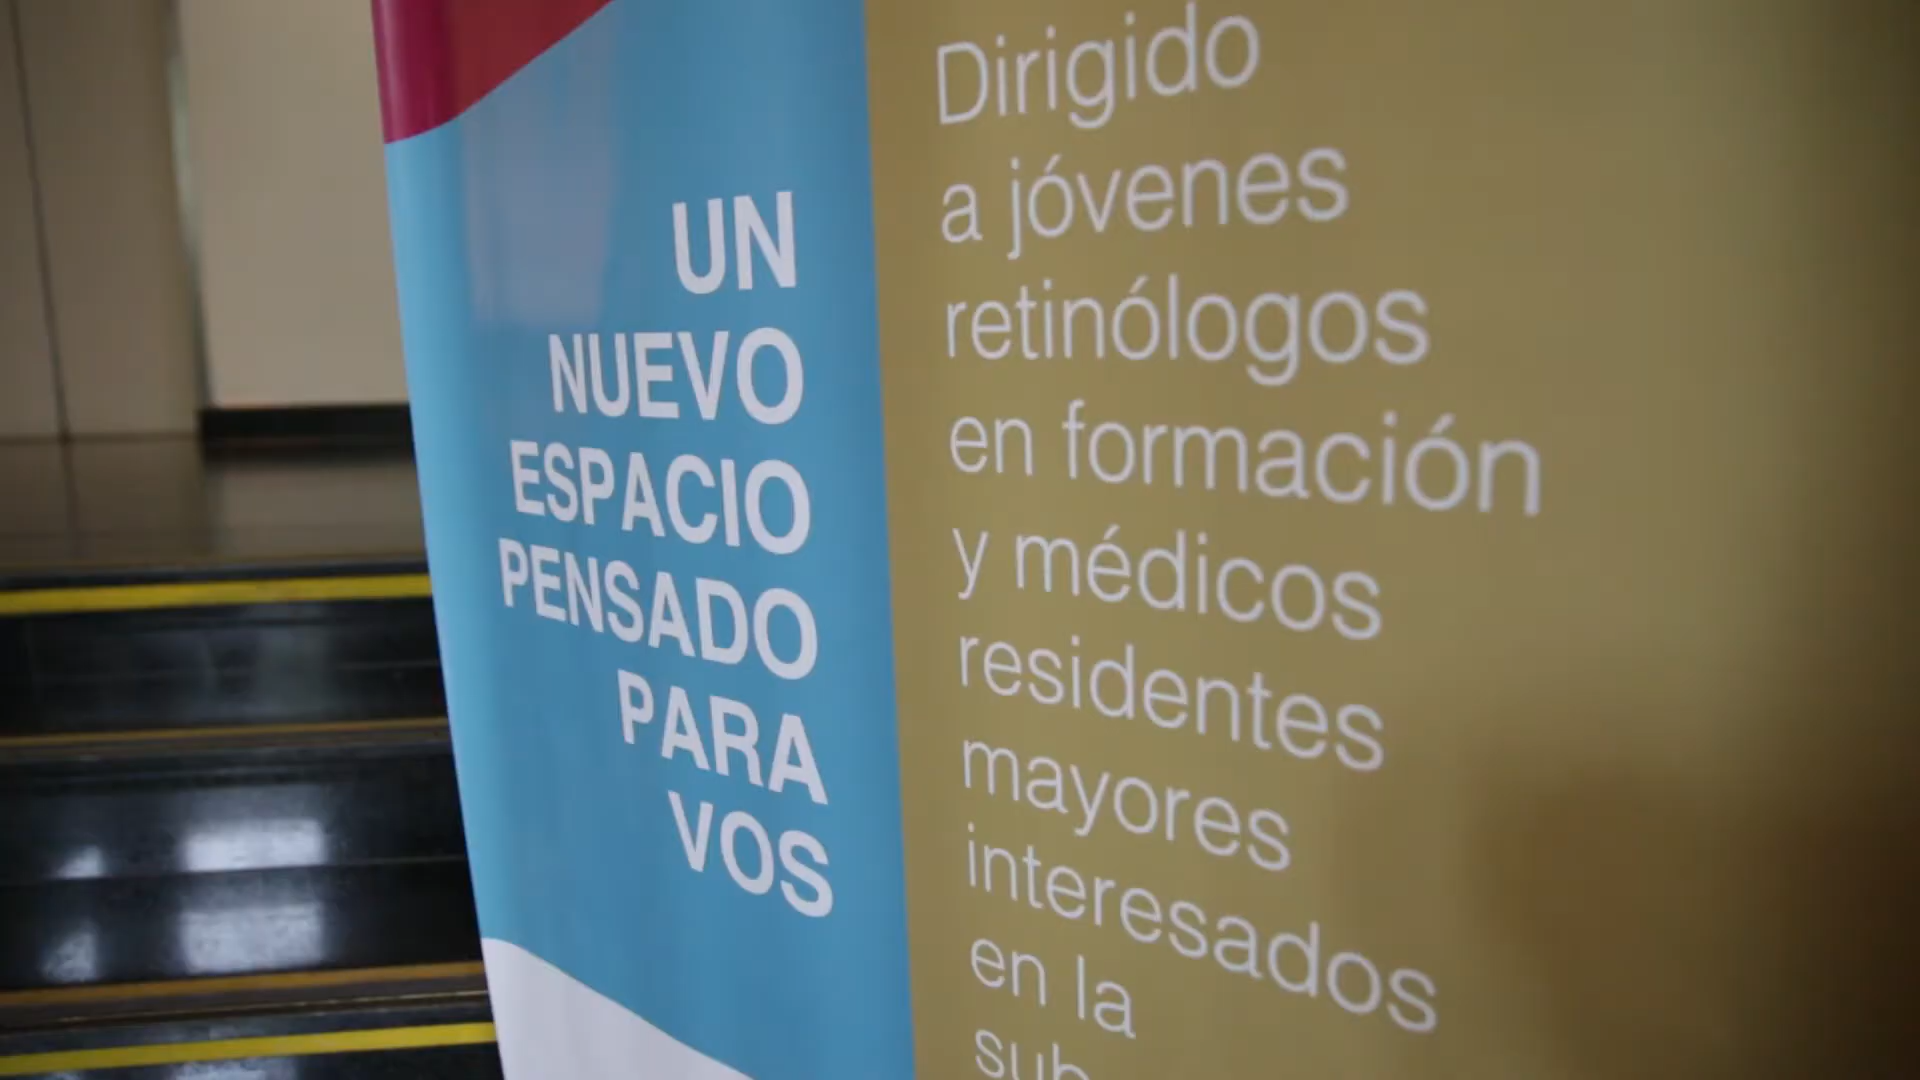 UN
NUEVO
ESPACIO
PENSADO
PARA
VOS
Dirigido
a jóvenes
retinólogos
en formación
y médicos
residentes
mayores
interesados
en la